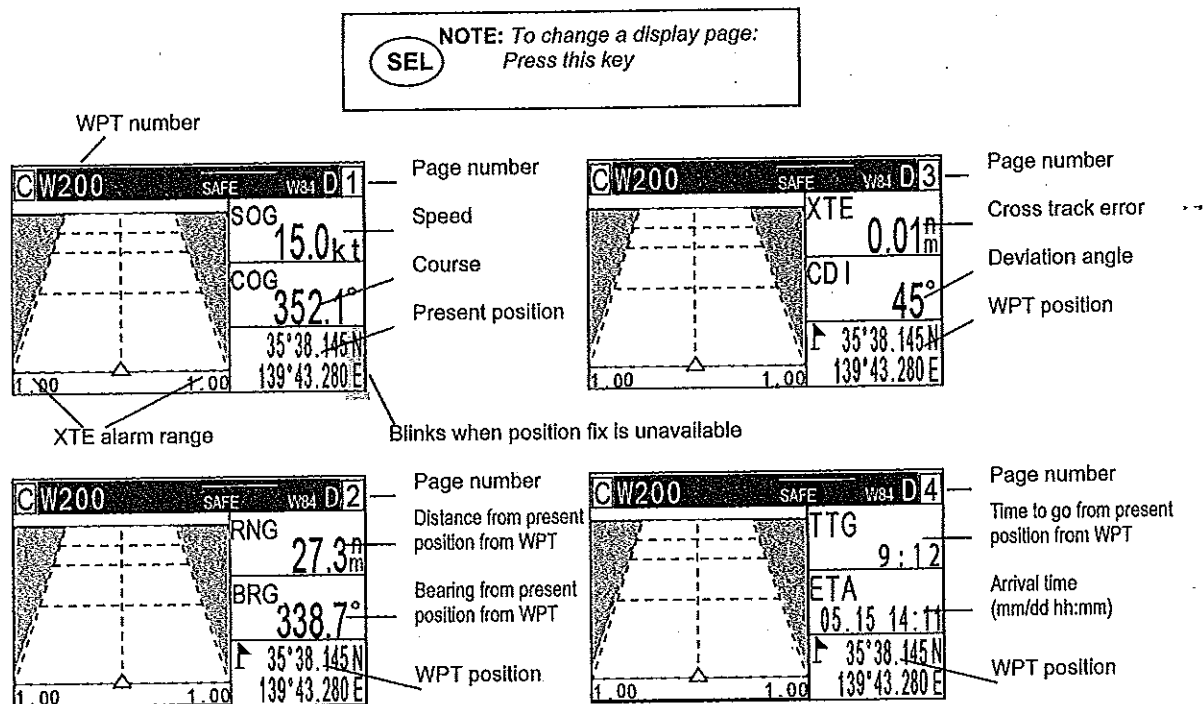 NOTE: To change a display page:
SEL
Press this key
WPT number
C W200 SAFE W84 D 1
SOG
15.0kt
COG
352.1°
35°38.145N
139°43.280E
1.00 1.00
Page number
Speed
Course
Present position
XTE alarm range
Blinks when position fix is unavailable
C W200 SAFE W84 D 3
XTE
0.01nm
CDI
45°
35°38.145N
139°43.280E
1.00 1.00
Page number
Cross track error
Deviation angle
WPT position
C W200 SAFE W84 D 2
RNG
27.3nm
BRG
338.7°
35°38.145N
139°43.280E
1.00 1.00
Page number
Distance from present
position from WPT
Bearing from present
position from WPT
WPT position
C W200 SAFE W84 D 4
TTG
9:12
ETA
05.15 14:11
35°38.145N
139°43.280E
1.00 1.00
Page number
Time to go from present
position from WPT
Arrival time
(mm/dd hh:mm)
WPT position